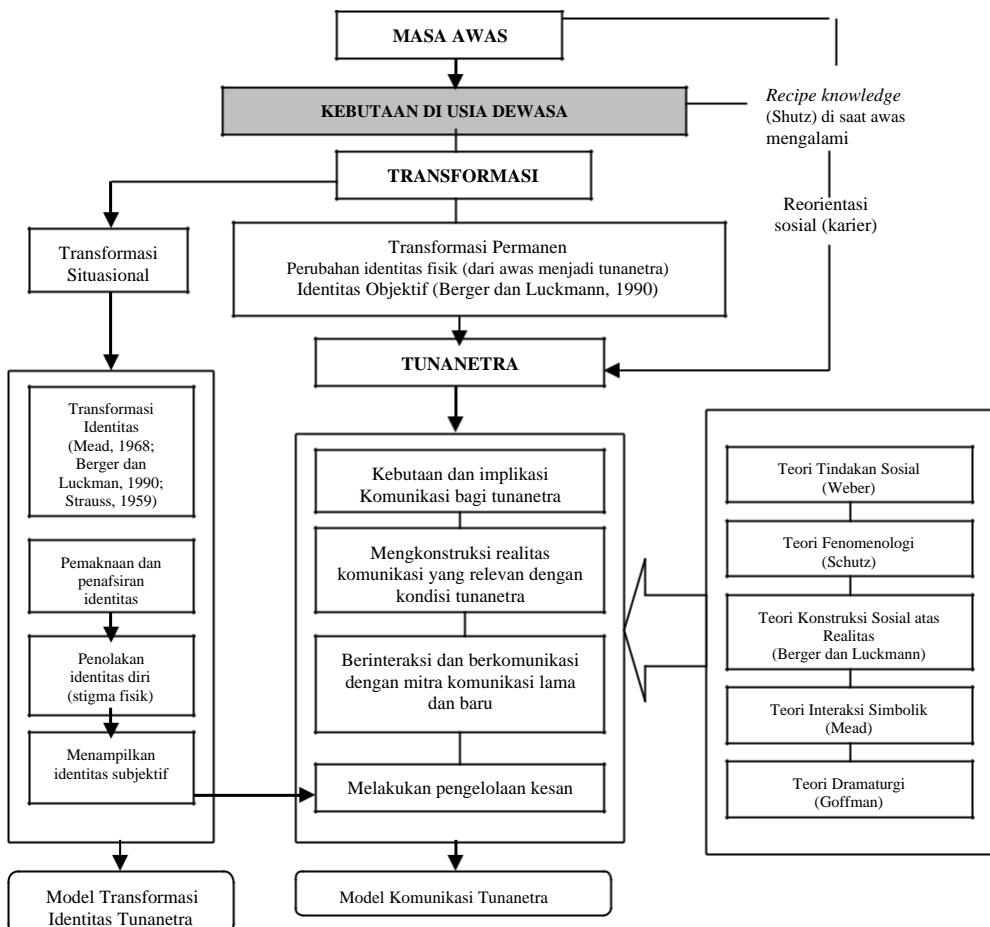 MASA AWAS
KEBUTAAN DI USIA DEWASA
Recipe knowledge
(Shutz) di saat awas
mengalami
TRANSFORMASI
Reorientasi
sosial (karier)
Transformasi
Situasional
Transformasi Permanen
Perubahan identitas fisik (dari awas menjadi tunanetra)
Identitas Objektif (Berger dan Luckmann, 1990)
TUNANETRA
Transformasi
Identitas
(Mead, 1968;
Berger dan
Luckman, 1990;
Strauss, 1959)
Pemaknaan dan
penafsiran
identitas
Penolakan
identitas diri
(stigma fisik)
Menampilkan
identitas subjektif
Kebutaan dan implikasi
Komunikasi bagi tunanetra
Mengkonstruksi realitas
komunikasi yang relevan dengan
kondisi tunanetra
Berinteraksi dan berkomunikasi
dengan mitra komunikasi lama
dan baru
Melakukan pengelolaan kesan
Teori Tindakan Sosial
(Weber)
Teori Fenomenologi
(Schutz)
Teori Konstruksi Sosial atas
Realitas
(Berger dan Luckmann)
Teori Interaksi Simbolik
(Mead)
Teori Dramaturgi
(Goffman)
Model Transformasi
Identitas Tunanetra
Model Komunikasi Tunanetra